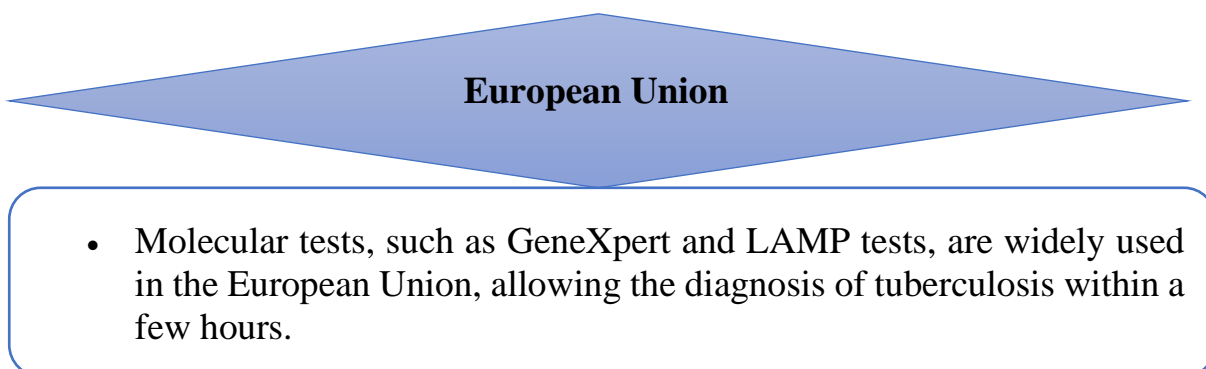 European Union
• Molecular tests, such as GeneXpert and LAMP tests, are widely used
in the European Union, allowing the diagnosis of tuberculosis within a
few hours.